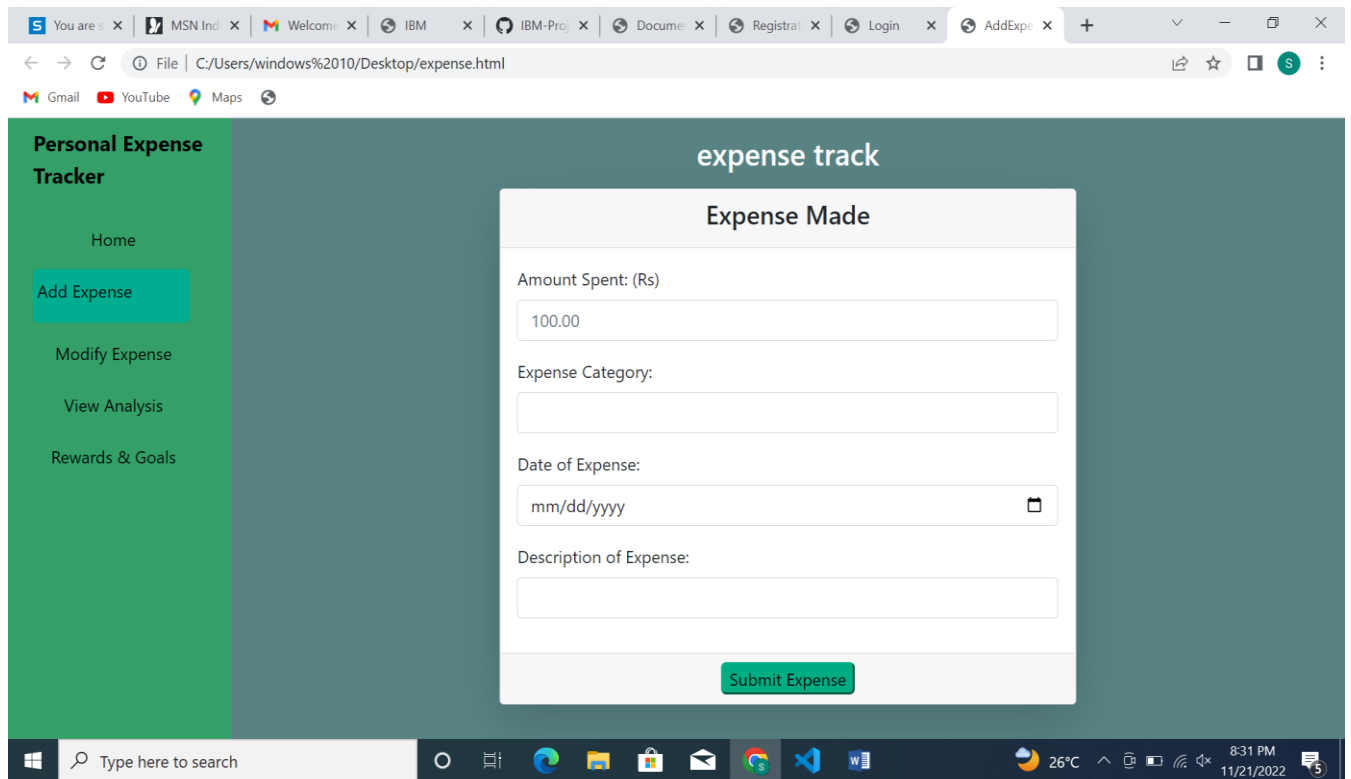 You are s
MSN Ind
Welcome
IBM
IBM-Proj
Documen
Registrat
Login
AddExpe
File | C:/Users/windows%2010/Desktop/expense.html
S
Gmail
YouTube
Maps
Personal Expense
Tracker
Home
Add Expense
Modify Expense
View Analysis
Rewards & Goals
expense track
Expense Made
Amount Spent: (Rs)
100.00
Expense Category:
Date of Expense:
mm/dd/yyyy
Description of Expense:
Submit Expense
Type here to search
26°C
8:31 PM
11/21/2022
5